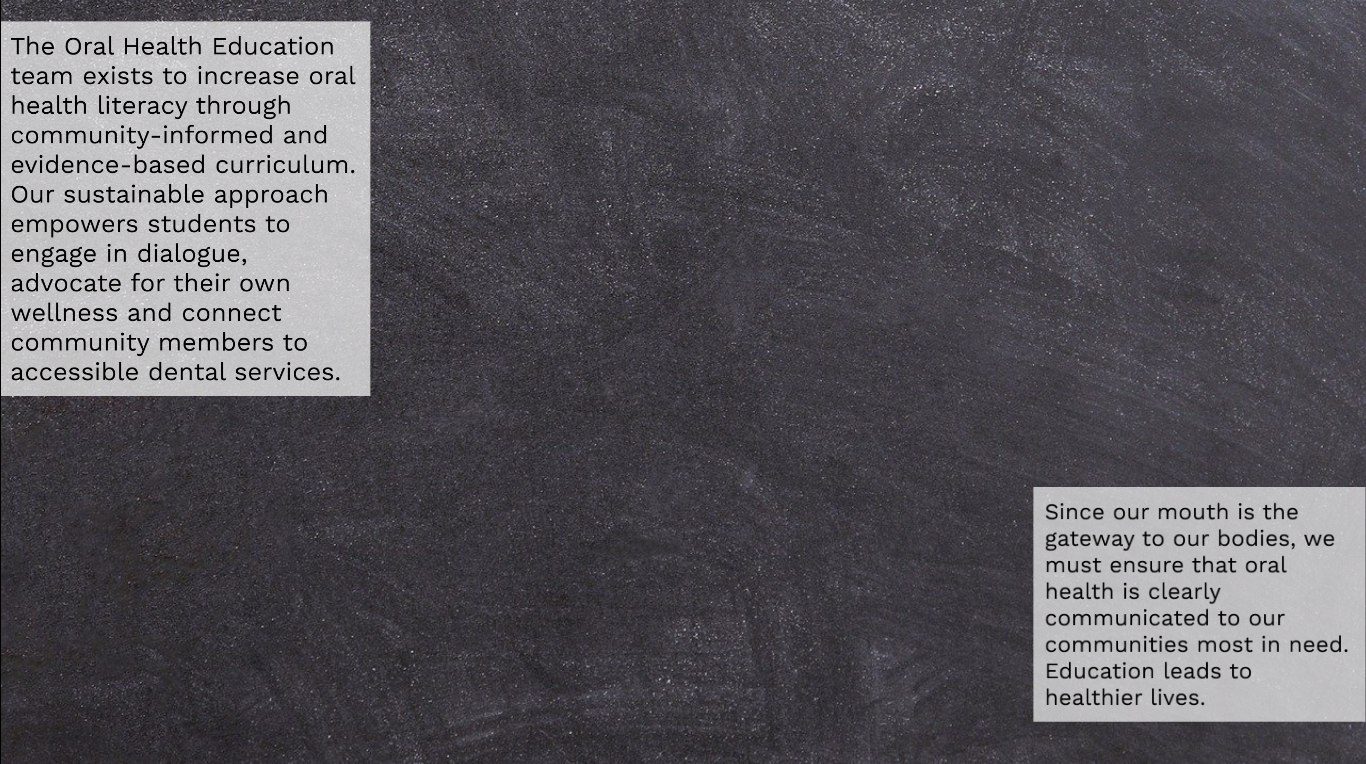 The Oral Health Education
team exists to increase oral
health literacy through
community-informed and
evidence-based curriculum.
Our sustainable approach
empowers students to
engage in dialogue,
advocate for their own
wellness and connect
community members to
accessible dental services.
Since our mouth is the
gateway to our bodies, we
must ensure that oral
health is clearly
communicated to our
communities most in need.
Education leads to
healthier lives.